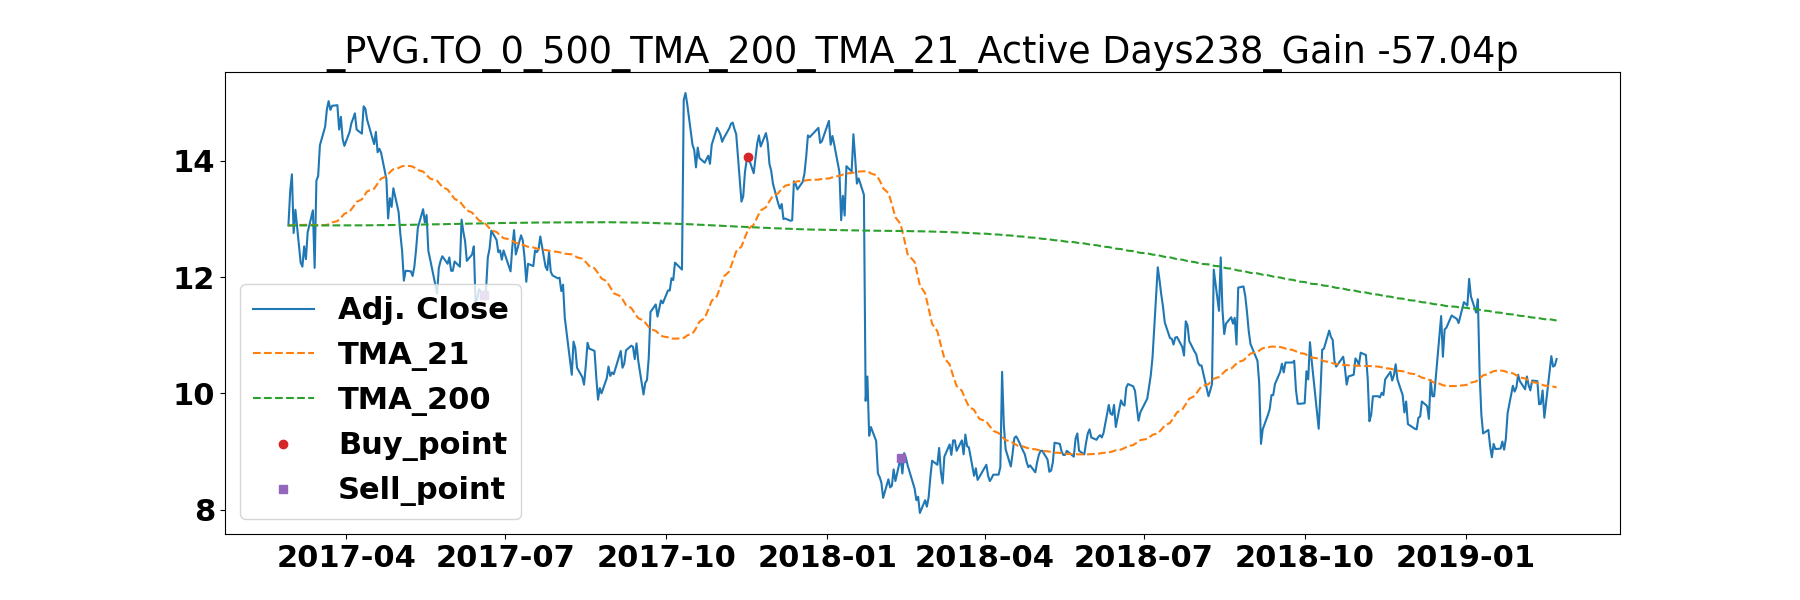 _PVG.TO_0_500_TMA_200_TMA_21_Active Days238_Gain -57.04p
14
12
10
8
Adj. Close
TMA_21
TMA_200
Buy_point
Sell_point
2017-04 2017-07 2017-10 2018-01 2018-04 2018-07 2018-10 2019-01